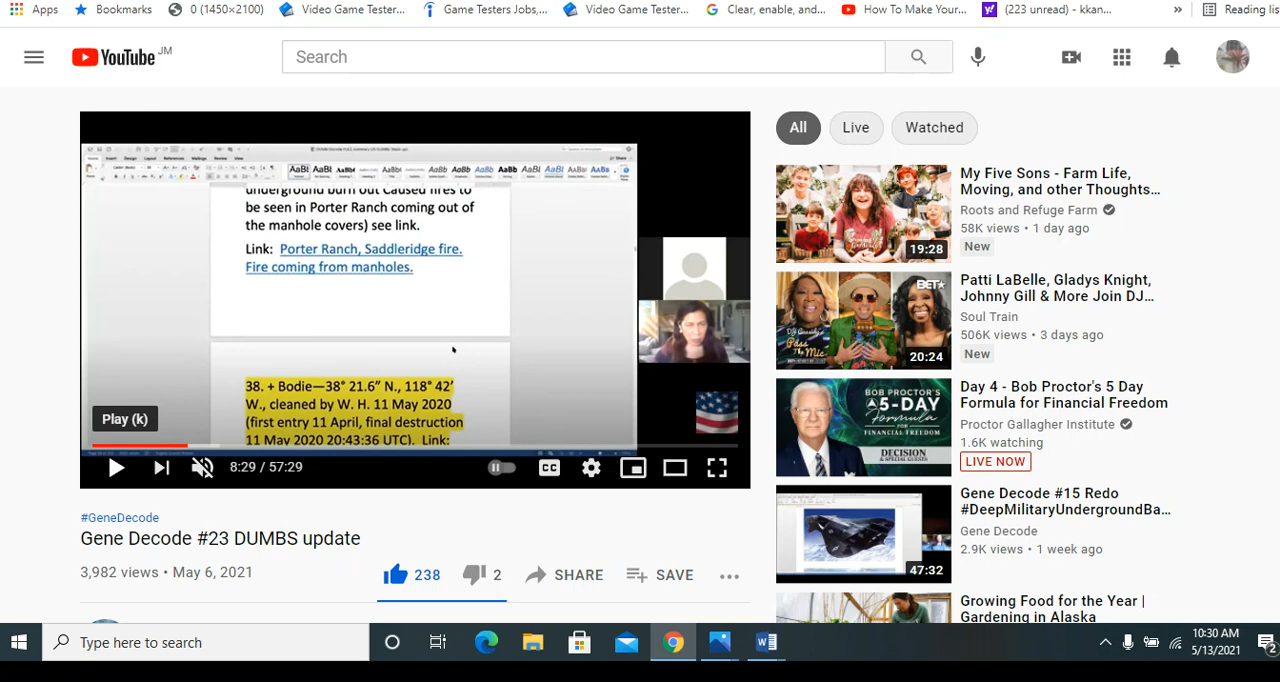 Apps
Bookmarks
0 (1450×2100)
Video Game Tester...
Game Testers Jobs,...
Video Game Tester...
Clear, enable, and...
How To Make Your...
(223 unread) - kkan...
»
Reading lis
YouTube JM
Search
underground burn out Caused fires to
be seen in Porter Ranch coming out of
the manhole covers) see link.
Link: Porter Ranch, Saddleridge fire.
Fire coming from manholes.
38. + Bodie—38° 21.6” N., 118° 42’
W., cleaned by W. H. 11 May 2020
(first entry 11 April, final destruction
11 May 2020 20:43:36 UTC). Link:
Play (k)
8:29 / 57:29
CC
#GeneDecode
Gene Decode #23 DUMBS update
3,982 views • May 6, 2021
238
2
SHARE
SAVE
All
Live
Watched
19:28
My Five Sons - Farm Life,
Moving, and other Thoughts...
Roots and Refuge Farm
58K views • 1 day ago
New
BET
DJ Cassidy's
Pass
The Mic
20:24
Patti LaBelle, Gladys Knight,
Johnny Gill & More Join DJ...
Soul Train
506K views • 3 days ago
New
BOB PROCTOR'S
5-DAY
Formula
FOR
FINANCIAL FREEDOM
DECISION
Day 4 - Bob Proctor's 5 Day
Formula for Financial Freedom
Proctor Gallagher Institute
1.6K watching
LIVE NOW
47:32
Gene Decode #15 Redo
#DeepMilitaryUndergroundBa...
Gene Decode
2.9K views • 1 week ago
Growing Food for the Year |
Gardening in Alaska
Type here to search
10:30 AM
5/13/2021
2